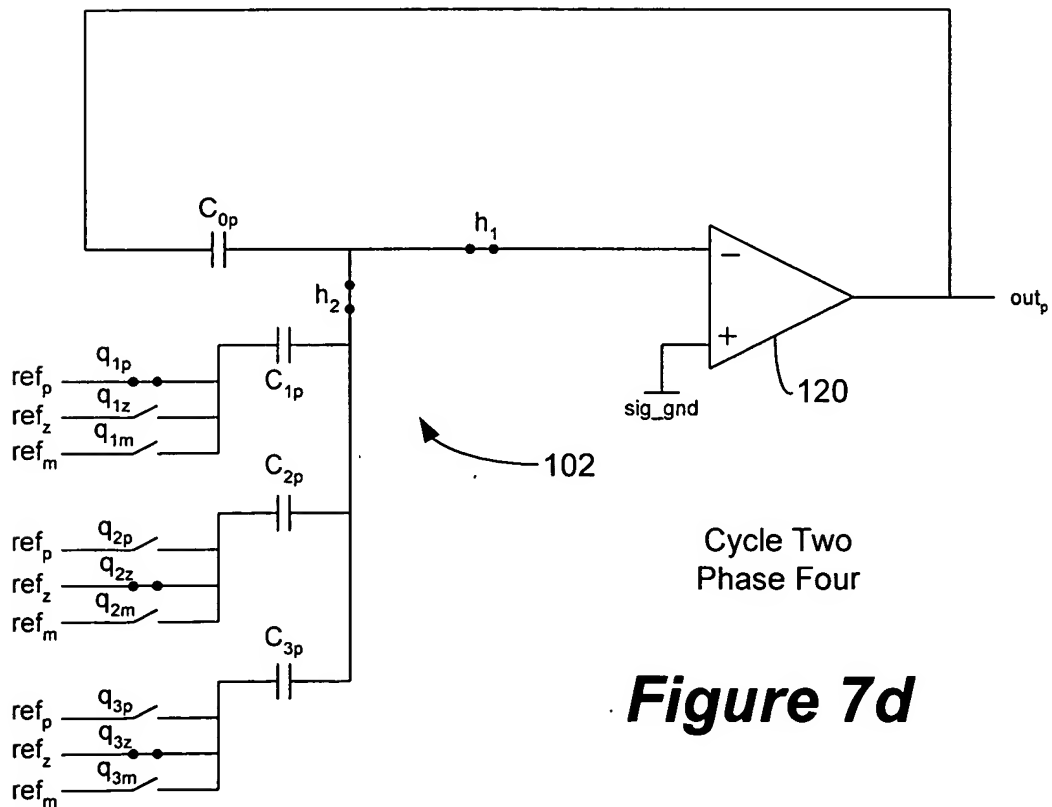 C0p
h1
h2
−
+
outp
120
sig_gnd
C1p
refp q1p
refz q1z
refm q1m
102
C2p
refp q2p
refz q2z
refm q2m
Cycle Two
Phase Four
C3p
refp q3p
refz q3z
refm q3m
Figure 7d